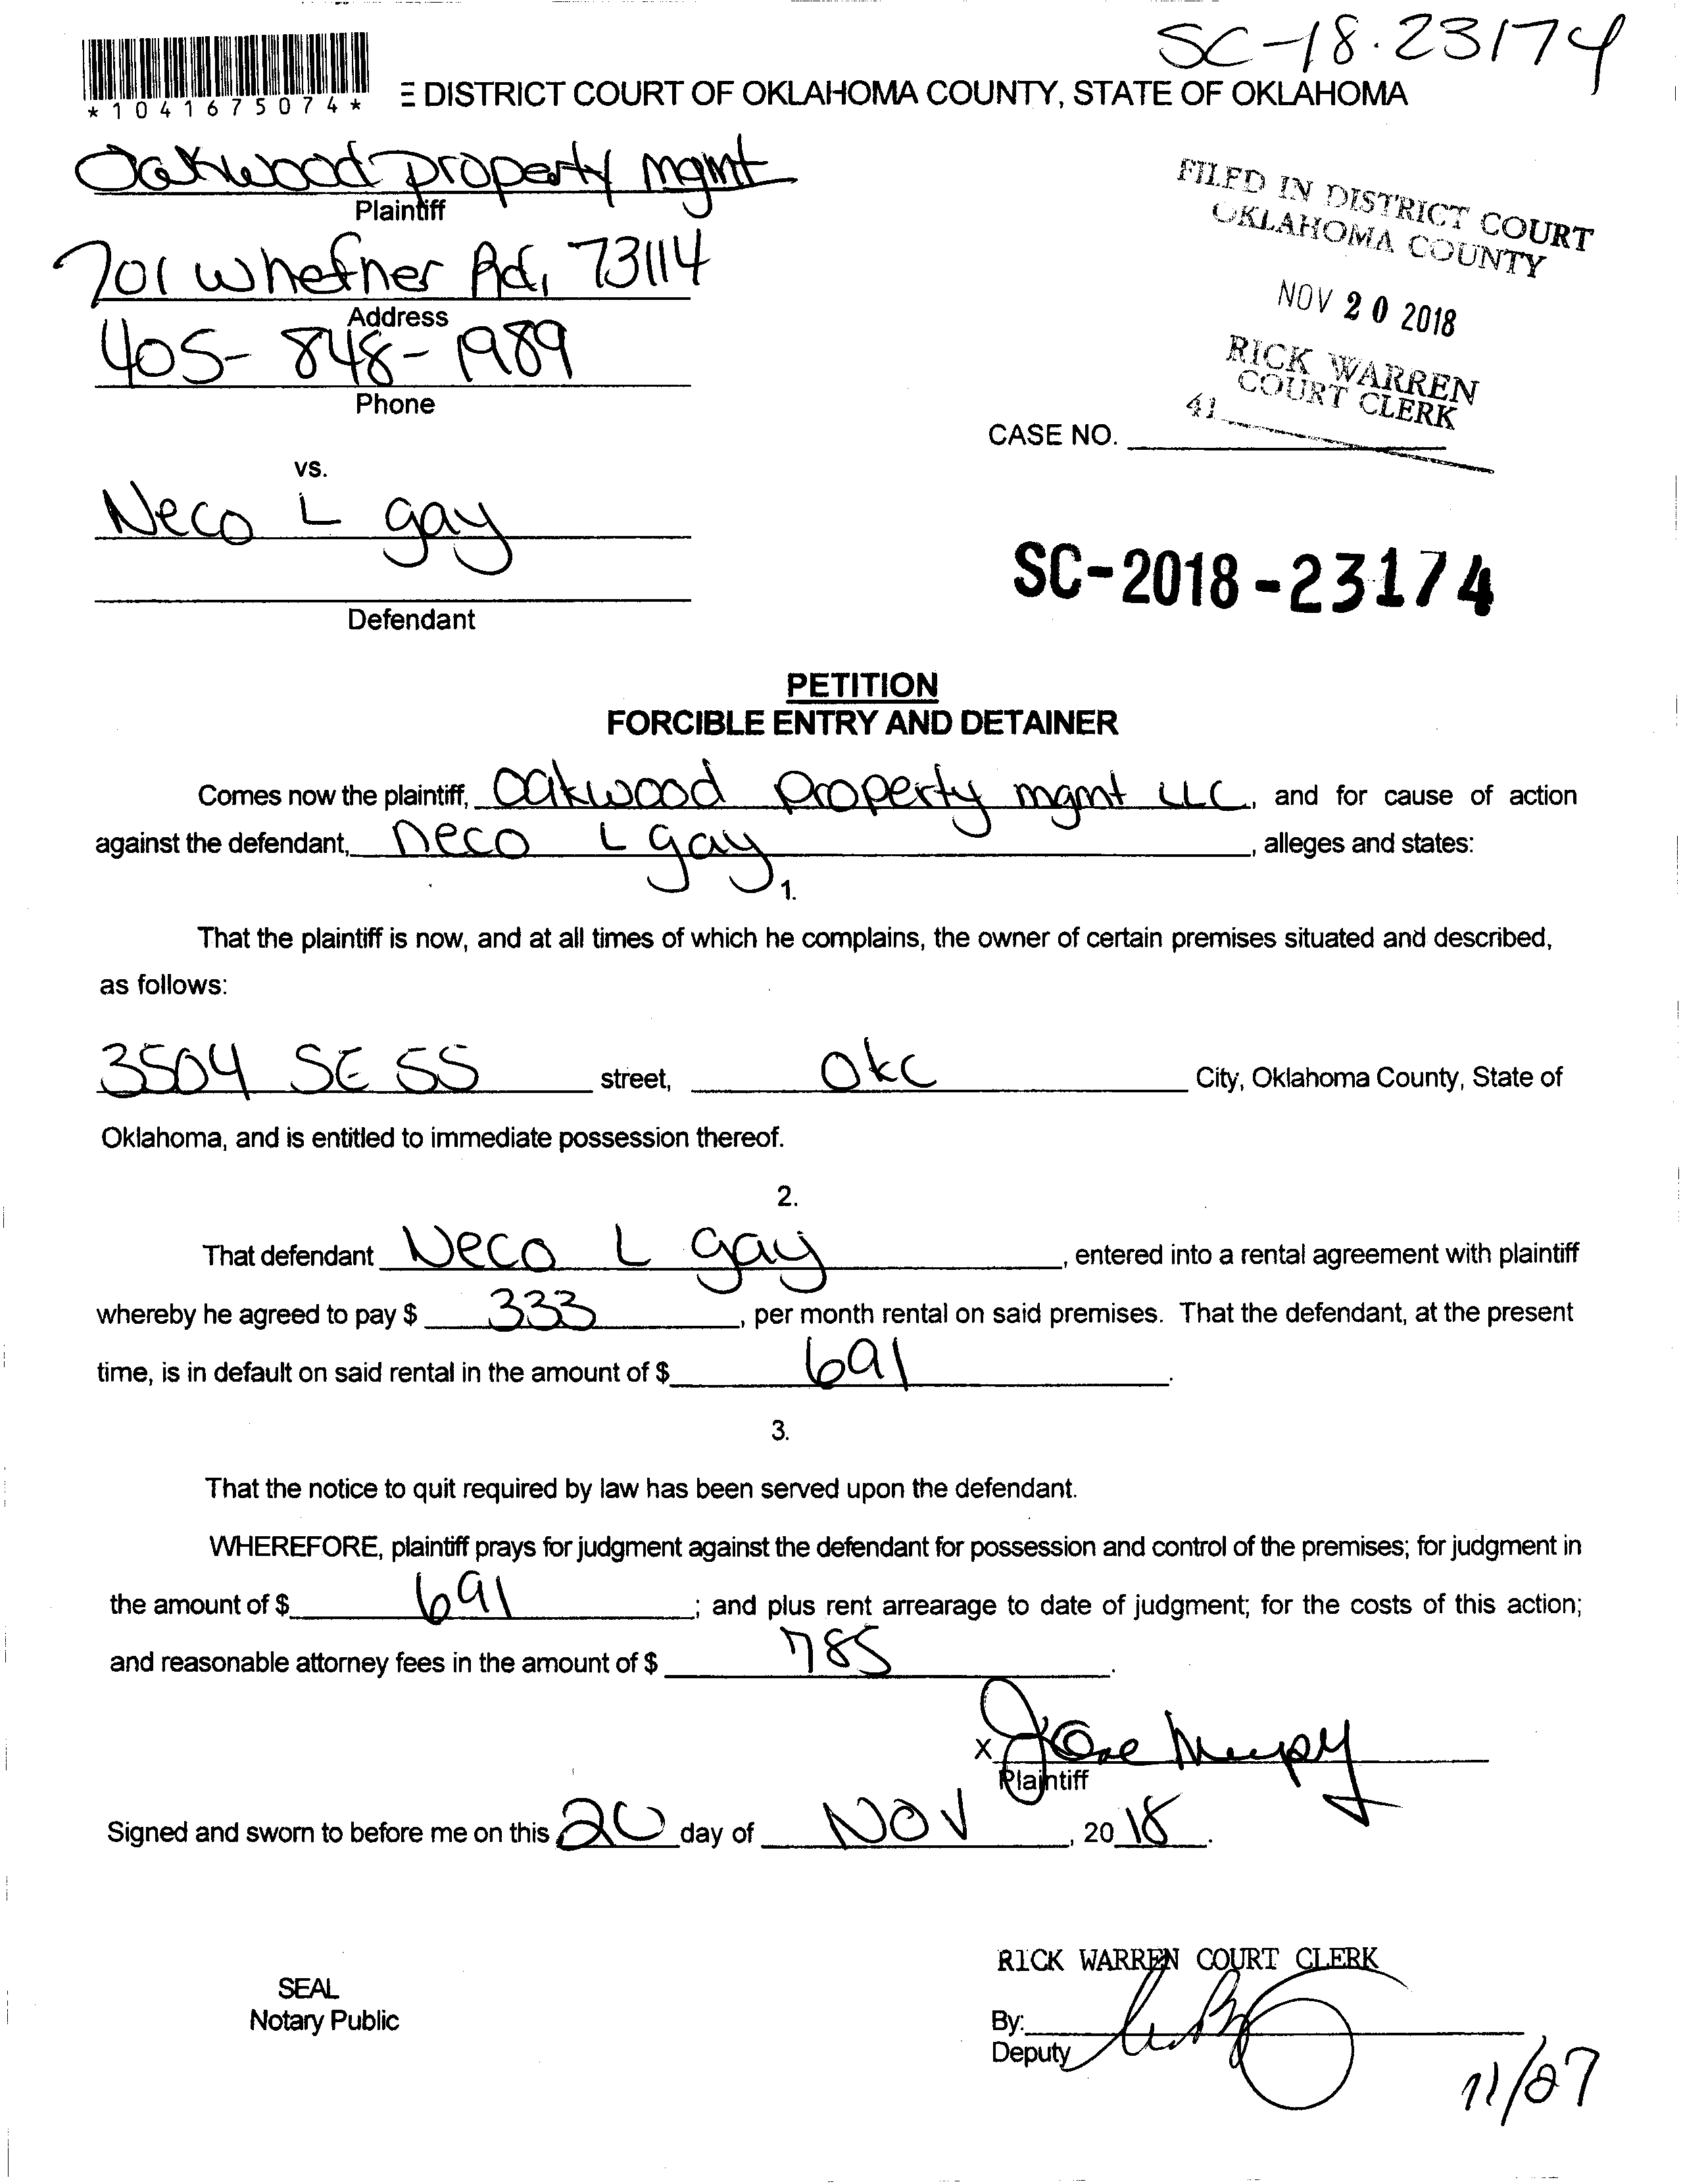 SC-18-23174
*1041675074*
E DISTRICT COURT OF OKLAHOMA COUNTY, STATE OF OKLAHOMA
Oakwood property mgmt
Plaintiff
FILED IN DISTRICT COURT
OKLAHOMA COUNTY
701 Whefner Rd, 73114
Address
NOV 20 2018
405-848-1989
Phone
RICK WARREN
COURT CLERK
41
CASE NO.
vs.
Neco L gay
SC-2018-23174
Defendant
PETITION
FORCIBLE ENTRY AND DETAINER
Comes now the plaintiff, Oakwood property mgmt LLC, and for cause of action
against the defendant, neco L gay, alleges and states:
1.
That the plaintiff is now, and at all times of which he complains, the owner of certain premises situated and described,
as follows:
3504 SE 55 street, Okc City, Oklahoma County, State of
Oklahoma, and is entitled to immediate possession thereof.
2.
That defendant Neco L gay, entered into a rental agreement with plaintiff
whereby he agreed to pay $ 333, per month rental on said premises. That the defendant, at the present
time, is in default on said rental in the amount of $ 691.
3.
That the notice to quit required by law has been served upon the defendant.
WHEREFORE, plaintiff prays for judgment against the defendant for possession and control of the premises; for judgment in
the amount of $ 691; and plus rent arrearage to date of judgment; for the costs of this action;
and reasonable attorney fees in the amount of $ 785.
X
Plaintiff
Signed and sworn to before me on this 20 day of NOV, 2018.
RICK WARREN COURT CLERK
SEAL
Notary Public
By:
Deputy
11/27